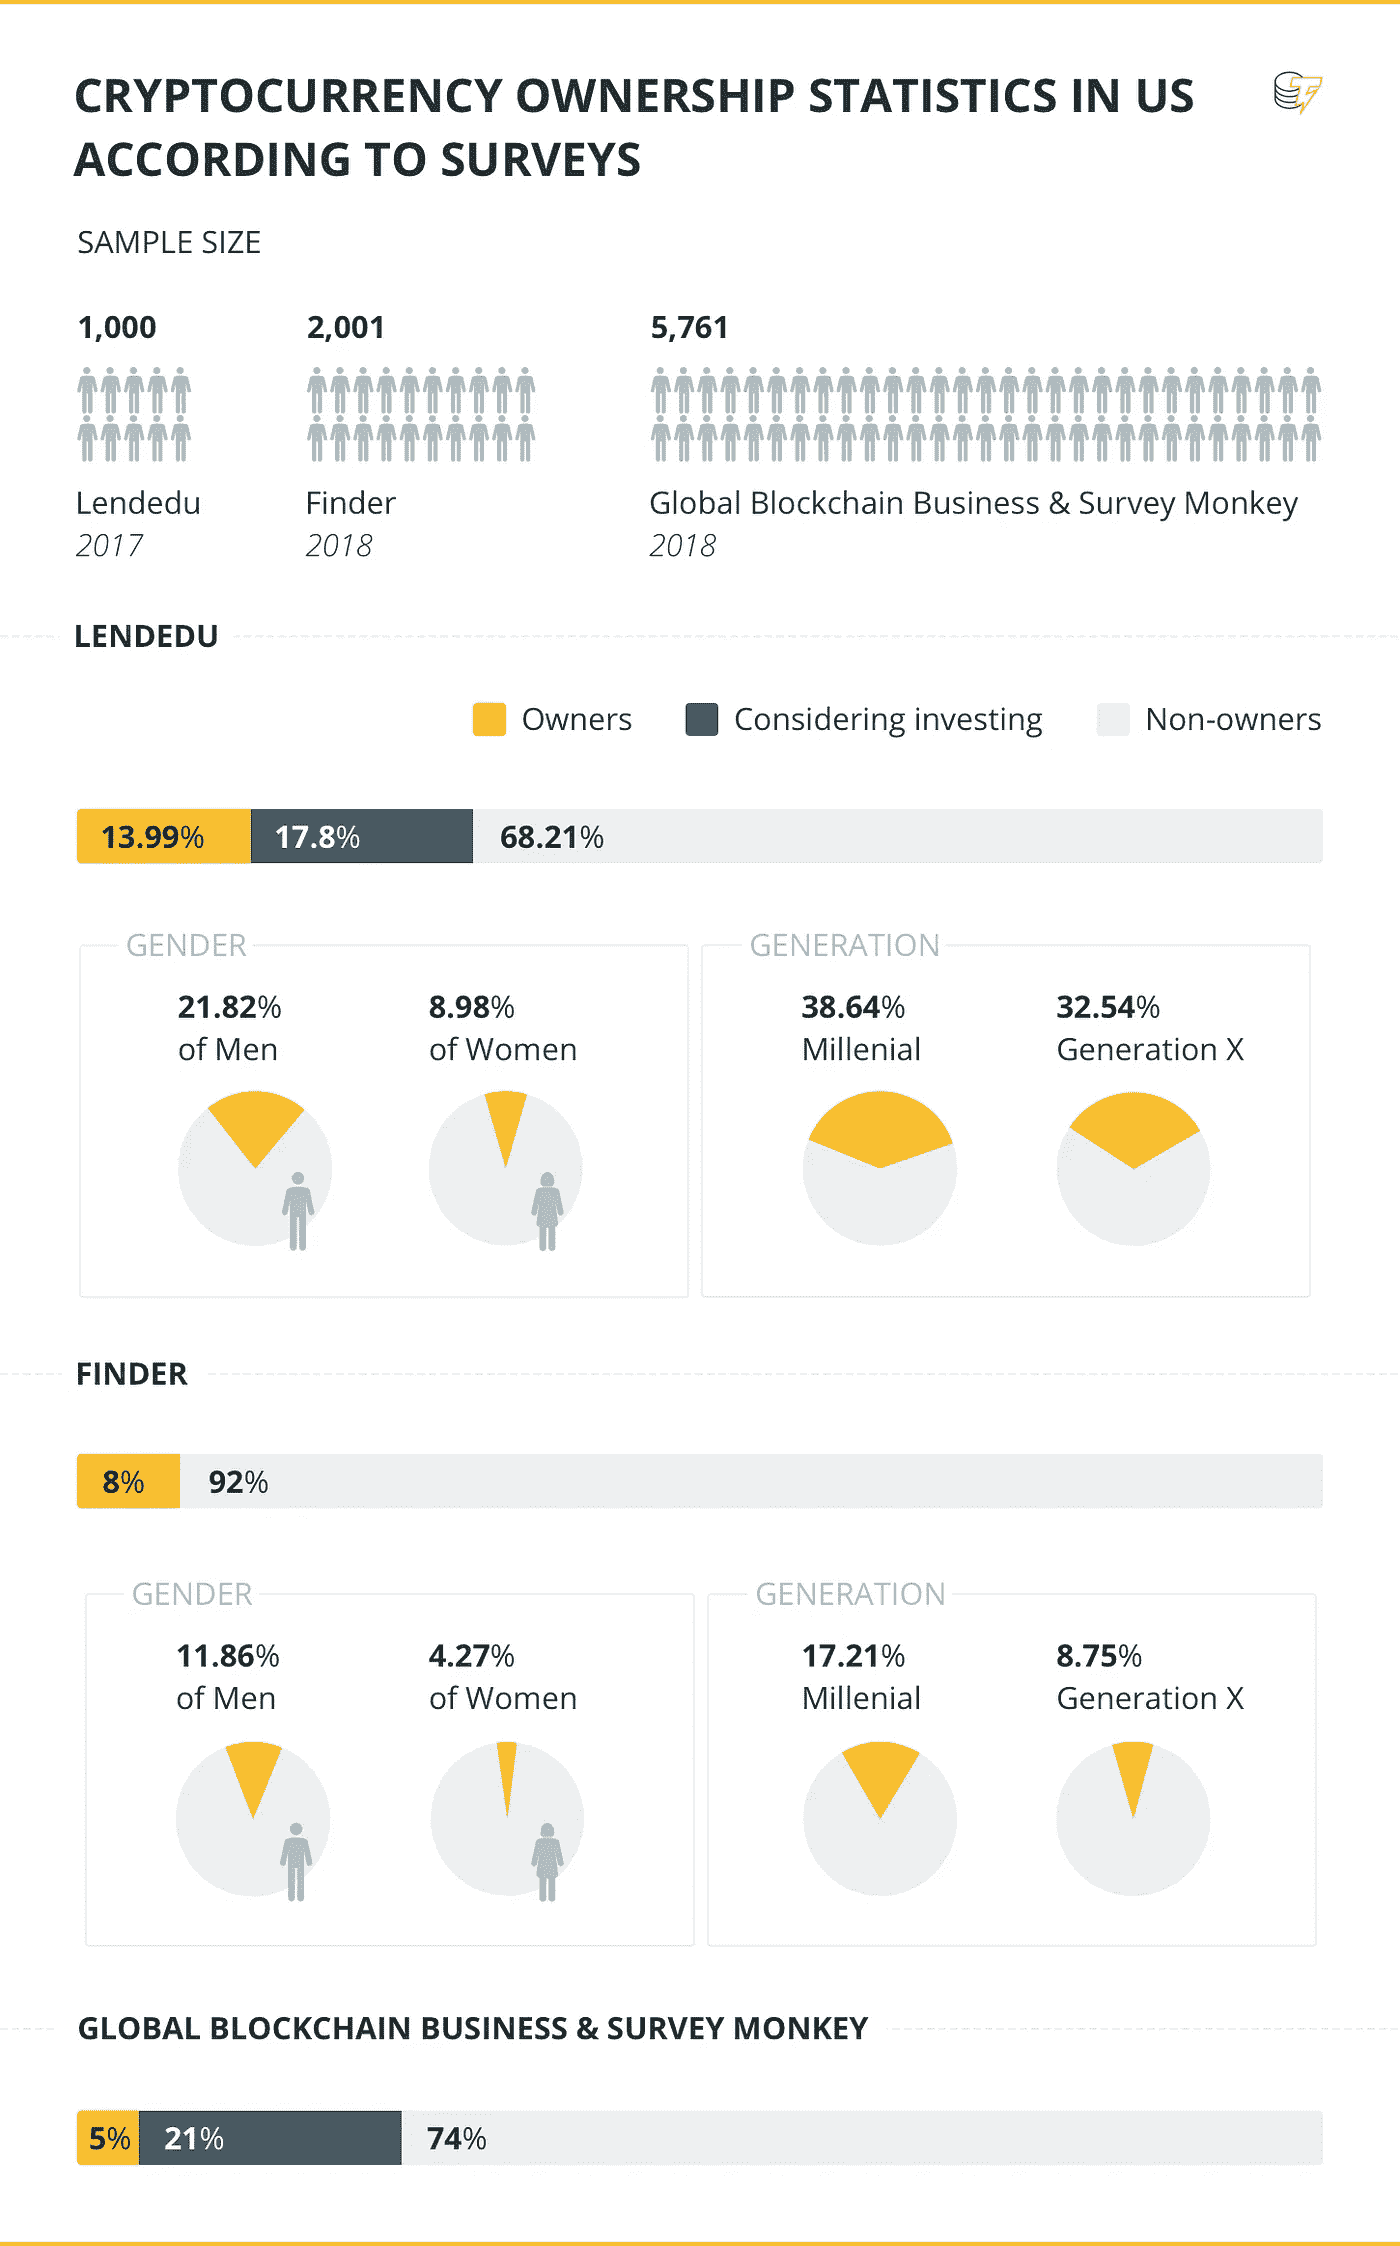 CRYPTOCURRENCY OWNERSHIP STATISTICS IN US
ACCORDING TO SURVEYS
SAMPLE SIZE
1,000
2,001
5,761
Lendedu
2017
Finder
2018
Global Blockchain Business & Survey Monkey
2018
LENDEDU
Owners
Considering investing
Non-owners
13.99%
17.8%
68.21%
GENDER
21.82%
of Men
8.98%
of Women
GENERATION
38.64%
Millenial
32.54%
Generation X
FINDER
8%
92%
GENDER
11.86%
of Men
4.27%
of Women
GENERATION
17.21%
Millenial
8.75%
Generation X
GLOBAL BLOCKCHAIN BUSINESS & SURVEY MONKEY
5%
21%
74%